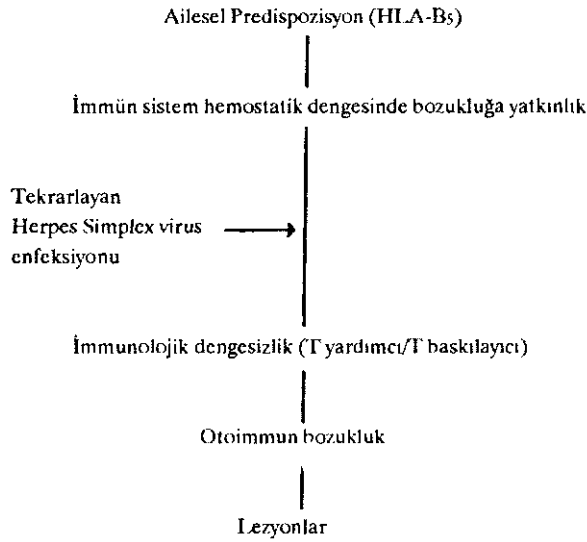 Ailesel Predispozisyon (HLA-B5)
İmmün sistem hemostatik dengesinde bozukluğa yatkınlık
Tekrarlayan
Herpes Simplex virus
enfeksiyonu
İmmunolojik dengesizlik (T yardımcı/T baskılayıcı)
Otoimmun bozukluk
Lezyonlar